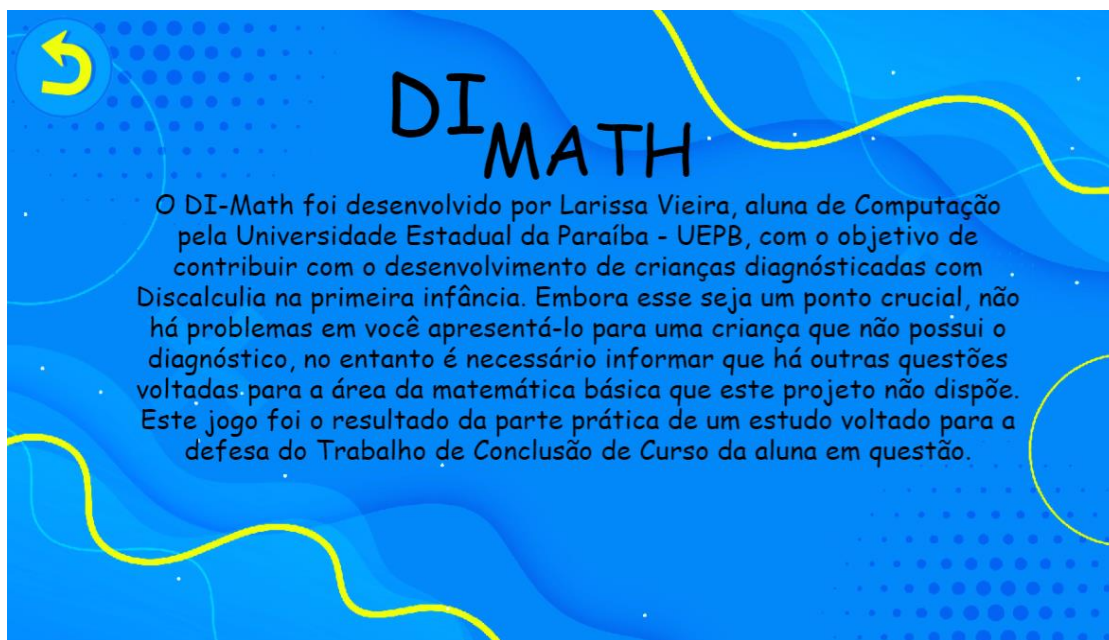 DI
MATH
O DI-Math foi desenvolvido por Larissa Vieira, aluna de Computação
pela Universidade Estadual da Paraíba - UEPB, com o objetivo de
contribuir com o desenvolvimento de crianças diagnósticadas com
Discalculia na primeira infância. Embora esse seja um ponto crucial, não
há problemas em você apresentá-lo para uma criança que não possui o
diagnóstico, no entanto é necessário informar que há outras questões
voltadas para a área da matemática básica que este projeto não dispõe.
Este jogo foi o resultado da parte prática de um estudo voltado para a
defesa do Trabalho de Conclusão de Curso da aluna em questão.